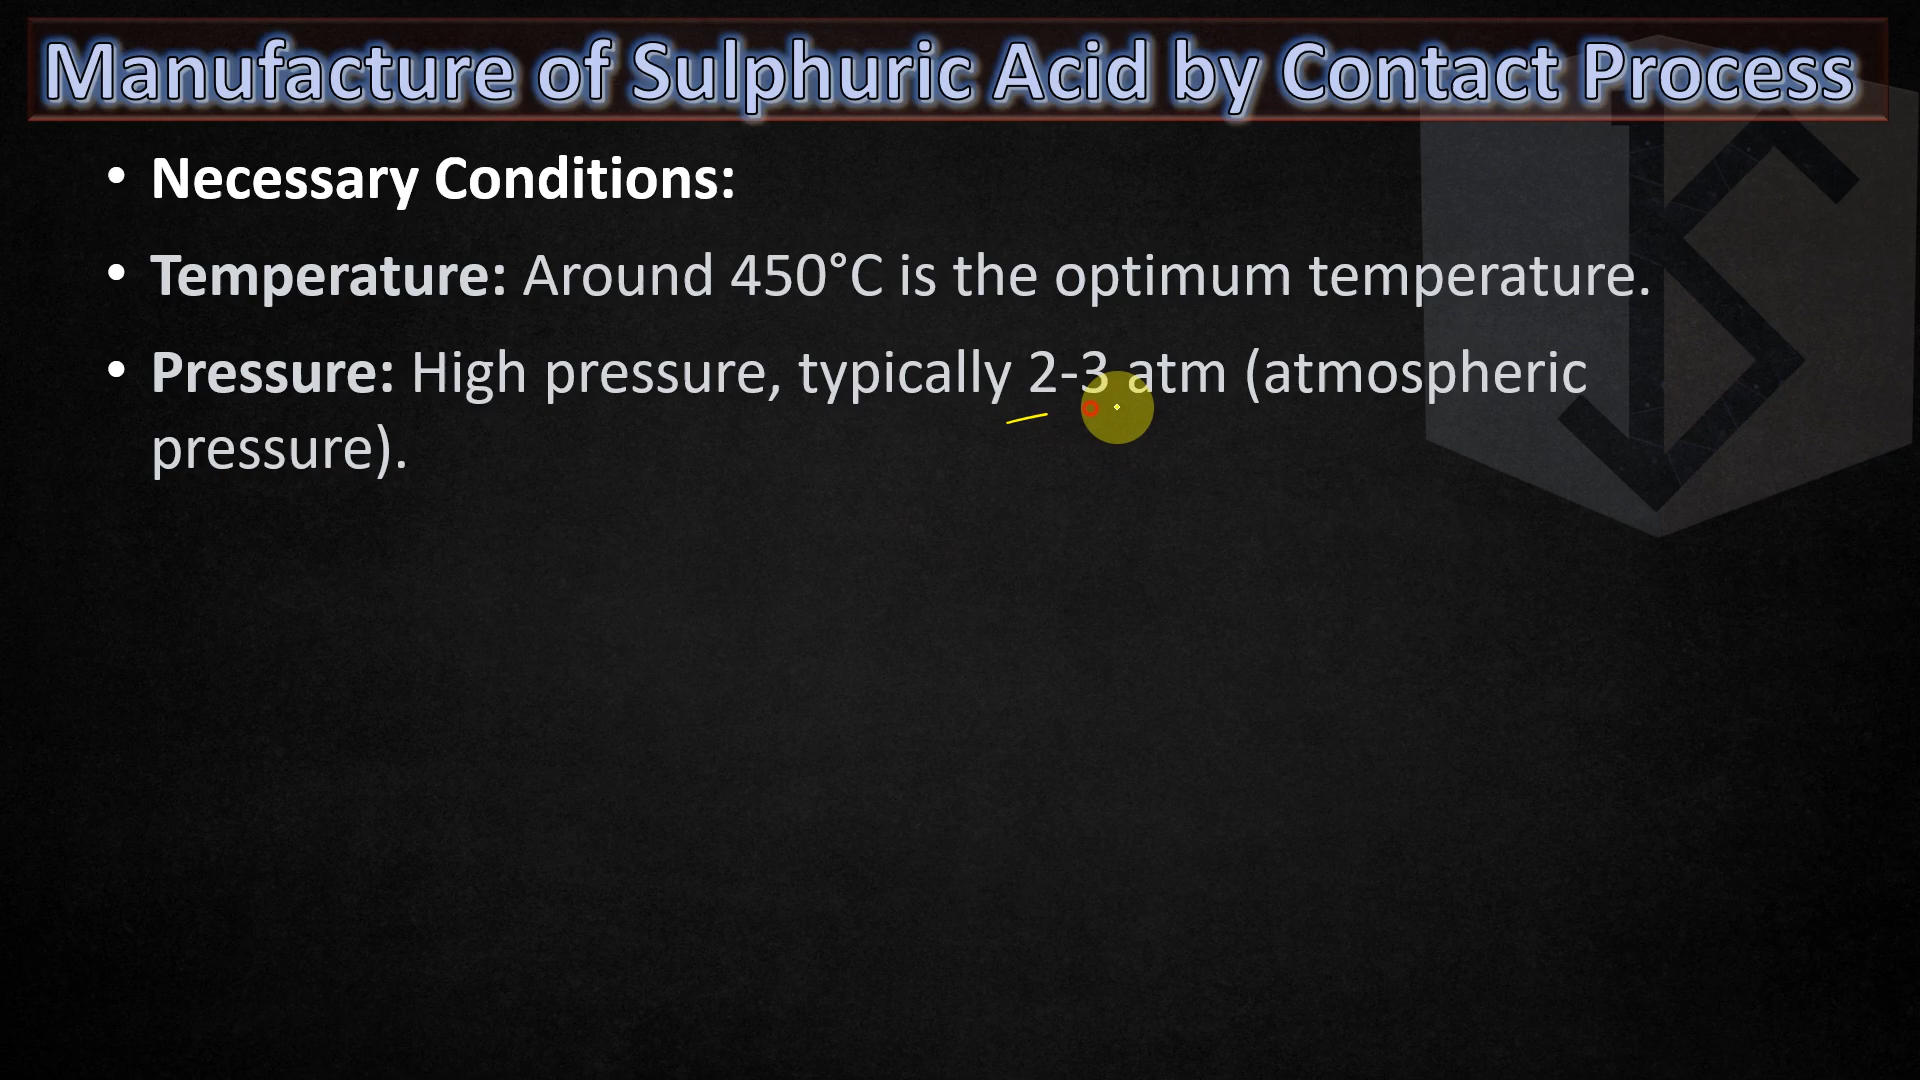 Manufacture of Sulphuric Acid by Contact Process
• Necessary Conditions:
• Temperature: Around 450°C is the optimum temperature.
• Pressure: High pressure, typically 2-3 atm (atmospheric
pressure).